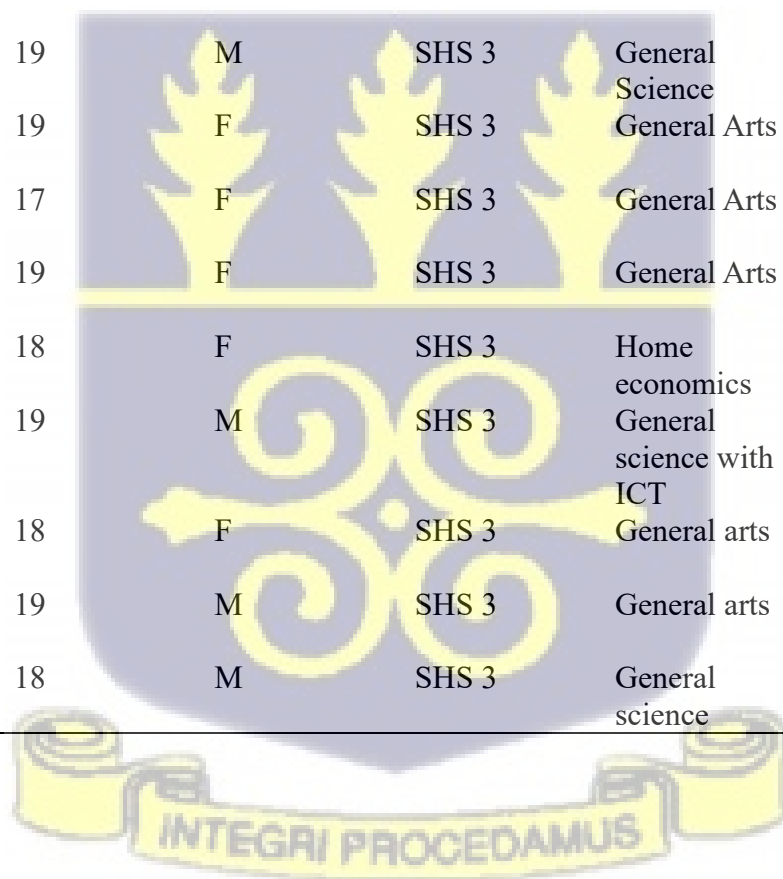 19 M SHS 3 General
Science
19 F SHS 3 General Arts
17 F SHS 3 General Arts
19 F SHS 3 General Arts
18 F SHS 3 Home
economics
19 M SHS 3 General
science with
ICT
18 F SHS 3 General arts
19 M SHS 3 General arts
18 M SHS 3 General
science
INTEGRI PROCEDAMUS